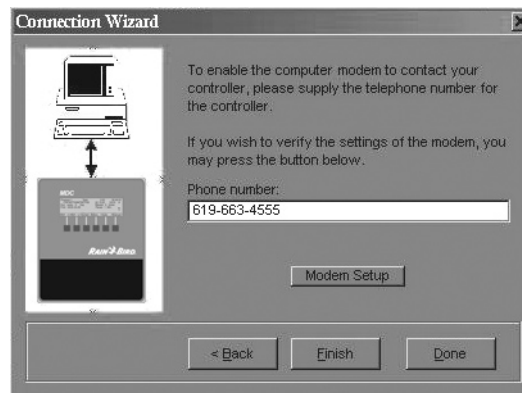 Connection Wizard
To enable the computer modem to contact your
controller, please supply the telephone number for
the controller.
If you wish to verify the settings of the modem, you
may press the button below.
Phone number:
619-663-4555
MDC
RAIN BIRD
Modem Setup
< Back
Finish
Done